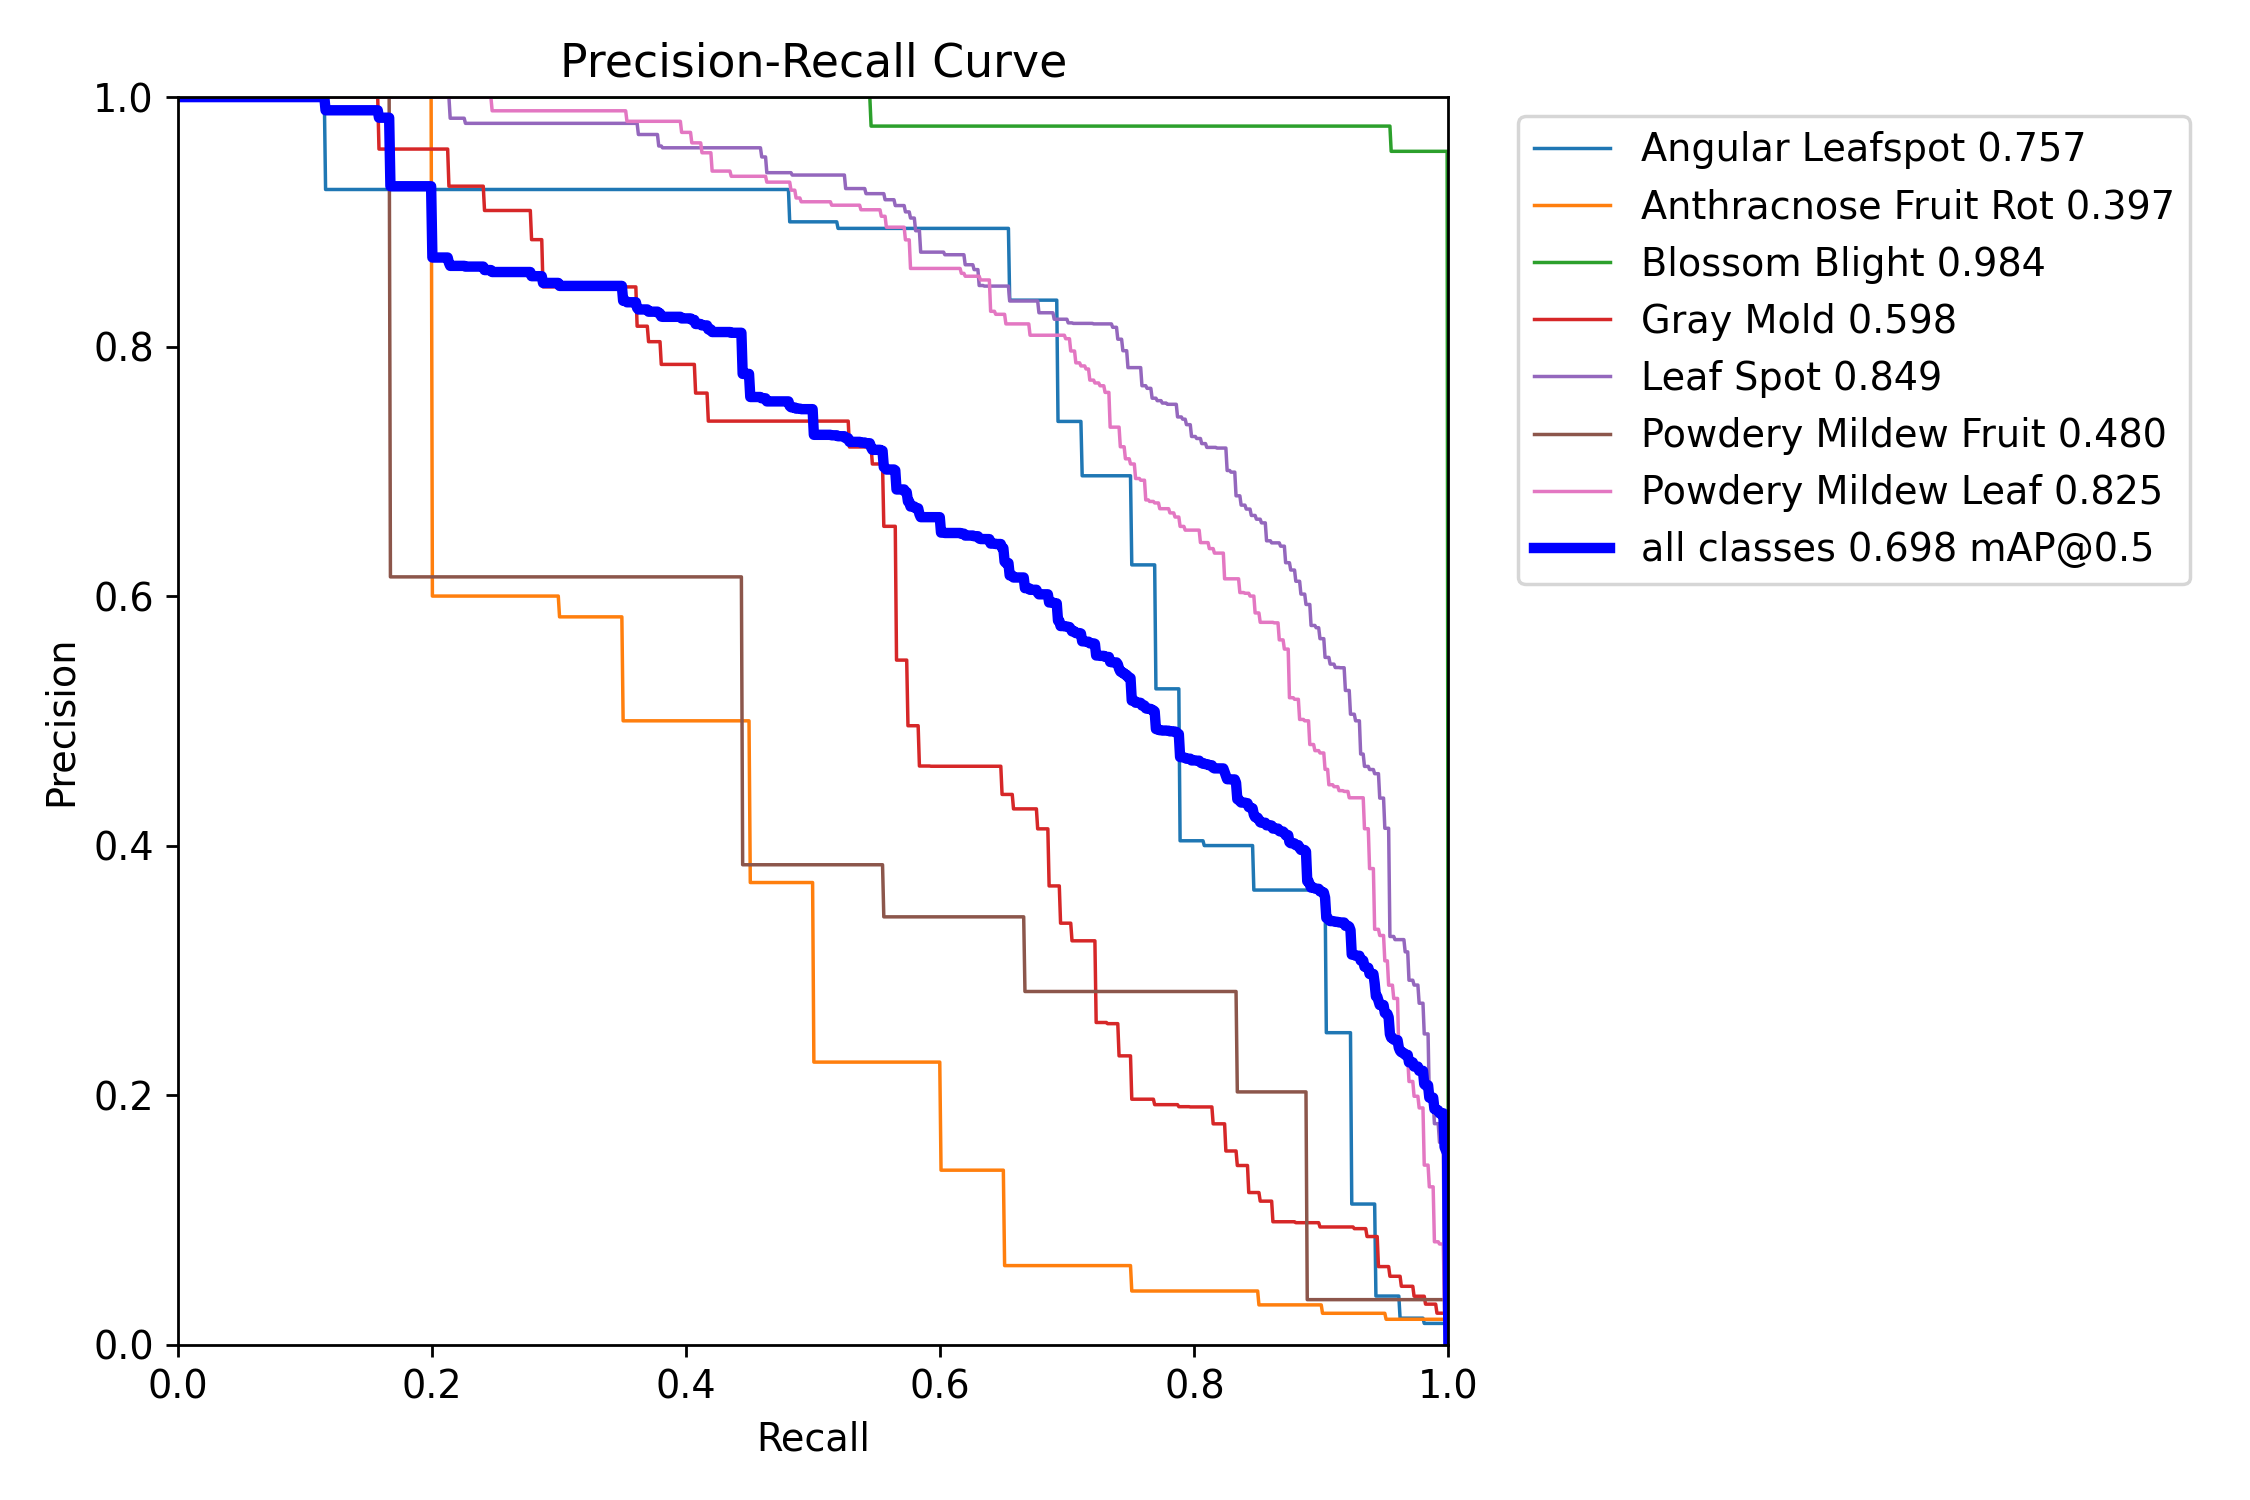 Precision-Recall Curve
1.0
0.8
0.6
0.4
0.2
0.0
Precision
0.0 0.2 0.4 0.6 0.8 1.0
Recall
Angular Leafspot 0.757
Anthracnose Fruit Rot 0.397
Blossom Blight 0.984
Gray Mold 0.598
Leaf Spot 0.849
Powdery Mildew Fruit 0.480
Powdery Mildew Leaf 0.825
all classes 0.698 mAP@0.5